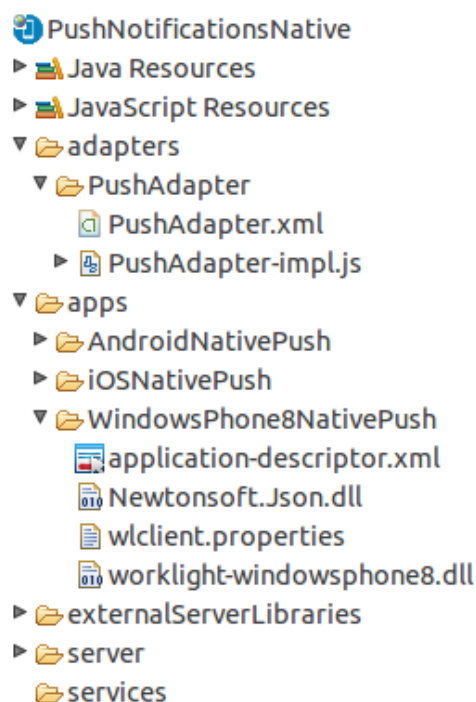 PushNotificationsNative
Java Resources
JavaScript Resources
adapters
PushAdapter
PushAdapter.xml
PushAdapter-impl.js
apps
AndroidNativePush
iOSNativePush
WindowsPhone8NativePush
application-descriptor.xml
Newtonsoft.Json.dll
wlclient.properties
worklight-windowsphone8.dll
externalServerLibraries
server
services